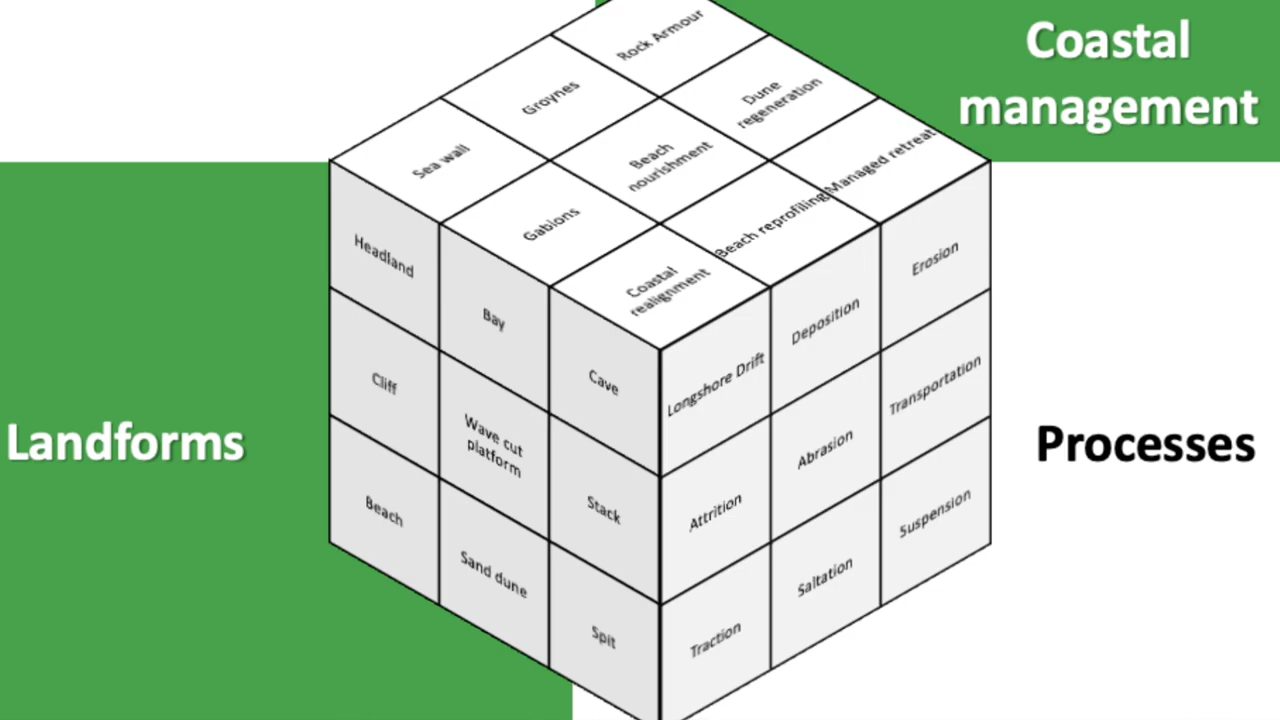 Coastal
management
Rock Armour
Groynes
Dune
regeneration
Sea wall
Beach
nourishment
Managed retreat
Gabions
Beach reprofiling
Coastal
realignment
Landforms
Headland
Bay
Cave
Cliff
Wave cut
platform
Stack
Beach
Sand dune
Spit
Processes
Longshore Drift
Deposition
Erosion
Attrition
Abrasion
Transportation
Traction
Saltation
Suspension